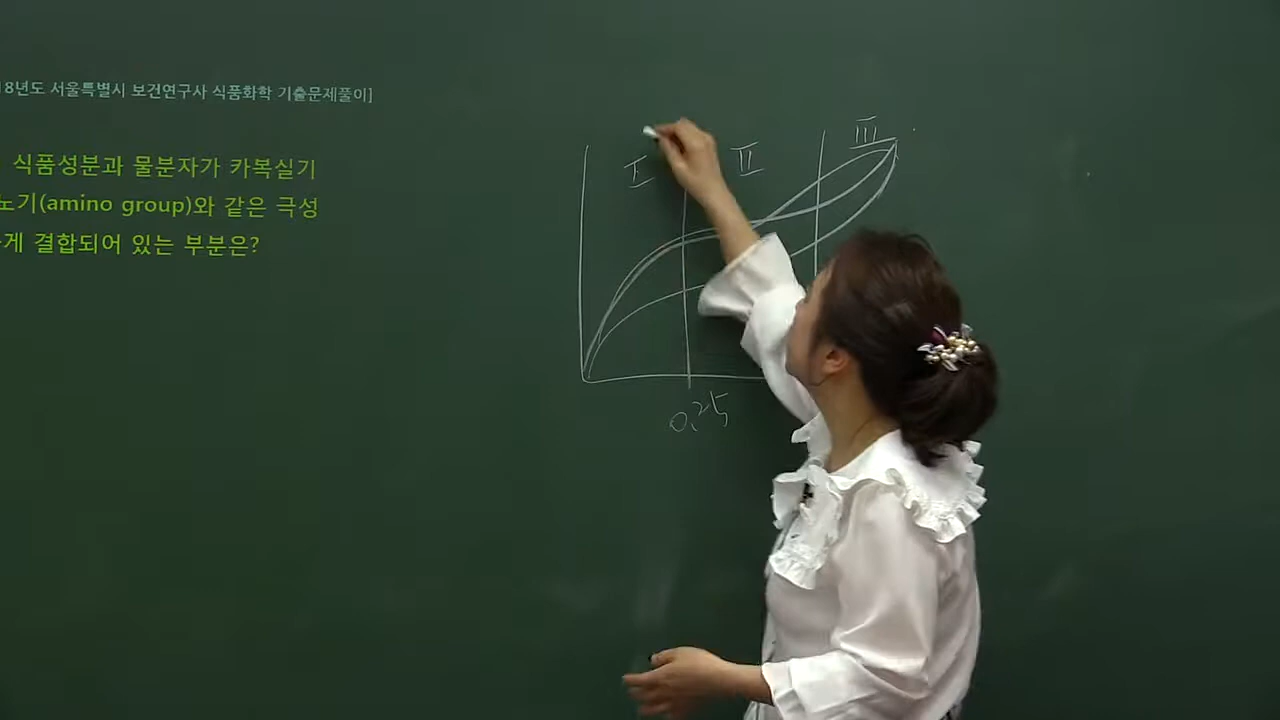 8년도 서울특별시 보건연구사 식품화학 기출문제풀이]
식품성분과 물분자가 카복실기
노기(amino group)와 같은 극성
게 결합되어 있는 부분은?
I
II
III
0.25